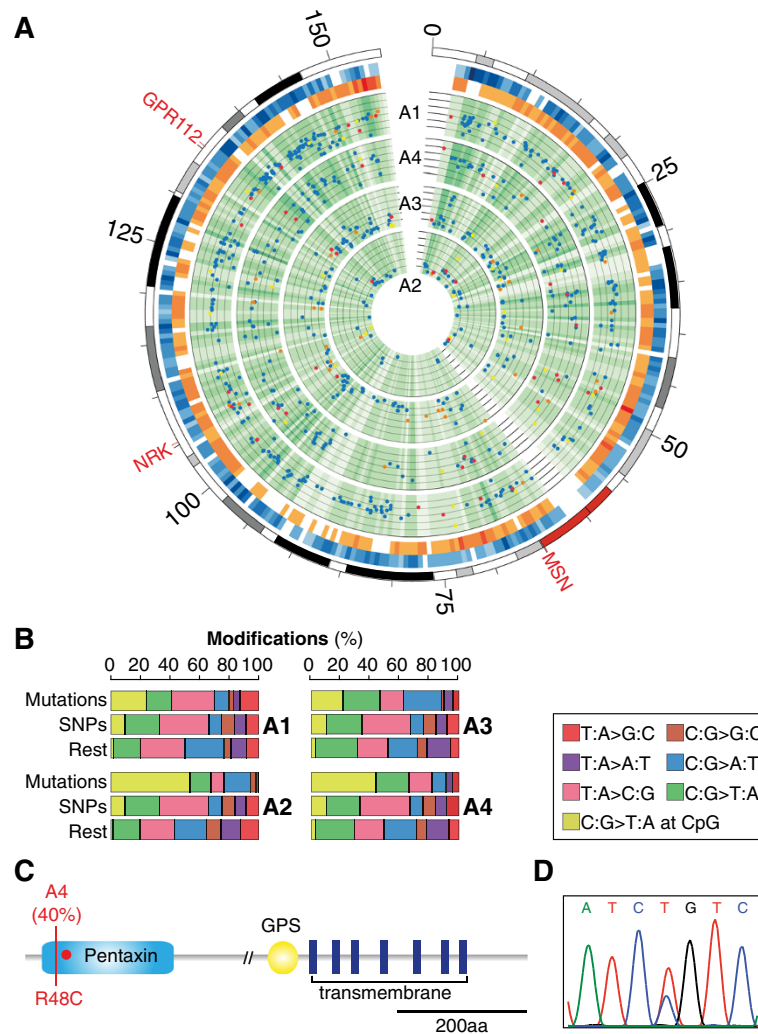 A
0
25
50
75
100
125
150
GPR112
NRK
MSN
A1
A4
A3
A2
B
Modifications (%)
0 20 40 60 80 100
0 20 40 60 80 100
Mutations
SNPs
Rest
A1
A3
Mutations
SNPs
Rest
A2
A4
T:A>G:C
C:G>G:C
T:A>A:T
C:G>A:T
T:A>C:G
C:G>T:A
C:G>T:A at CpG
C
A4
(40%)
Pentaxin
R48C
//
GPS
transmembrane
200aa
D
A T C T G T C